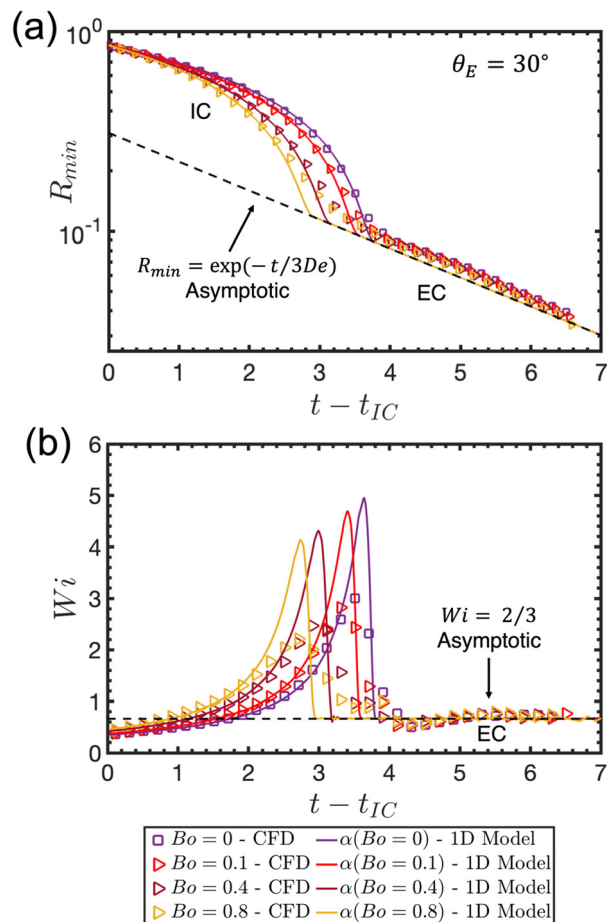 (a)
10⁰
θ_E = 30°
IC
R_min
10⁻¹
R_min = exp(−t/3De)
Asymptotic
EC
0 1 2 3 4 5 6 7
t − t_IC
(b)
6
5
4
3
2
1
0
Wi
Wi = 2/3
Asymptotic
EC
0 1 2 3 4 5 6 7
t − t_IC
Bo = 0 - CFD α(Bo = 0) - 1D Model
Bo = 0.1 - CFD α(Bo = 0.1) - 1D Model
Bo = 0.4 - CFD α(Bo = 0.4) - 1D Model
Bo = 0.8 - CFD α(Bo = 0.8) - 1D Model